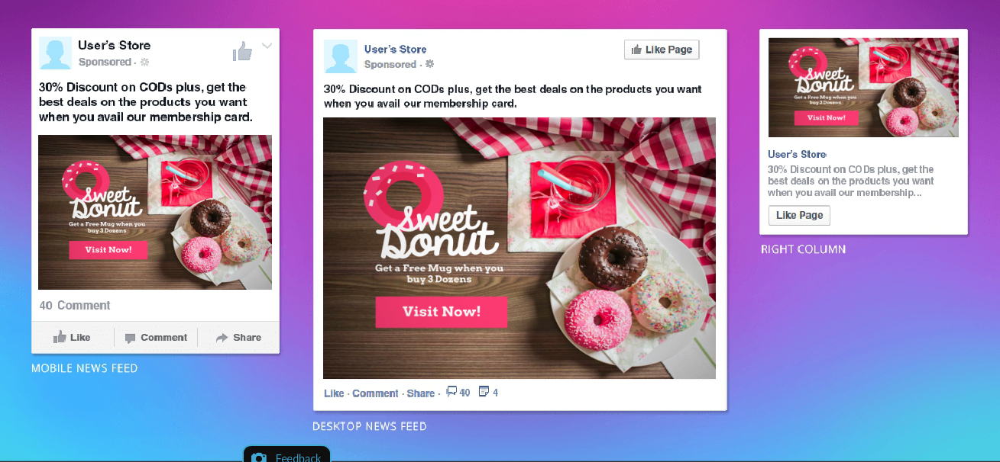 User's Store
Sponsored ·
30% Discount on CODs plus, get the
best deals on the products you want
when you avail our membership card.
Sweet
Donut
Get a Free Mug when you
buy 3 Dozens
Visit Now!
40 Comment
Like
Comment
Share
MOBILE NEWS FEED
User's Store
Sponsored ·
Like Page
30% Discount on CODs plus, get the best deals on the products you want
when you avail our membership card.
Sweet
Donut
Get a Free Mug when you
buy 3 Dozens
Visit Now!
Like · Comment · Share · 40 4
DESKTOP NEWS FEED
Sweet
Donut
Get a Free Mug when you
buy 3 Dozens
Visit Now!
User's Store
30% Discount on CODs plus, get the
best deals on the products you want
when you avail our membership...
Like Page
RIGHT COLUMN
Feedback